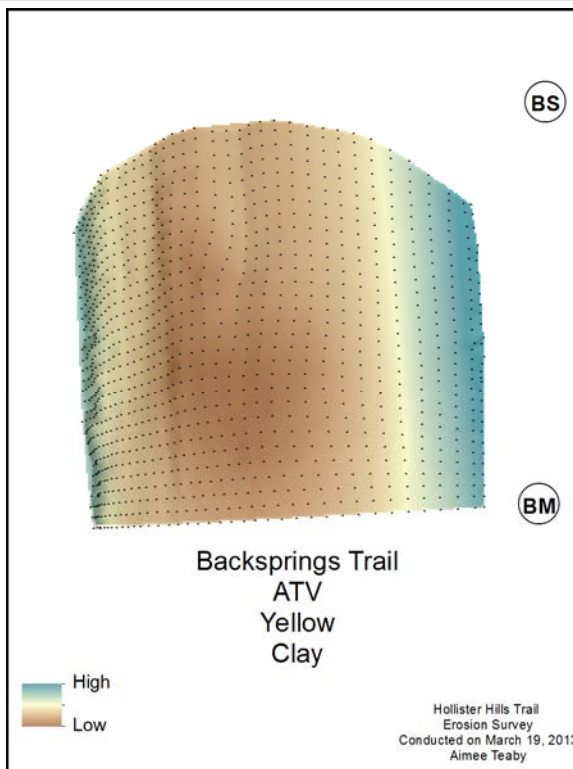 BS
BM
Backsprings Trail
ATV
Yellow
Clay
High
Low
Hollister Hills Trail
Erosion Survey
Conducted on March 19, 2013
Aimee Teaby